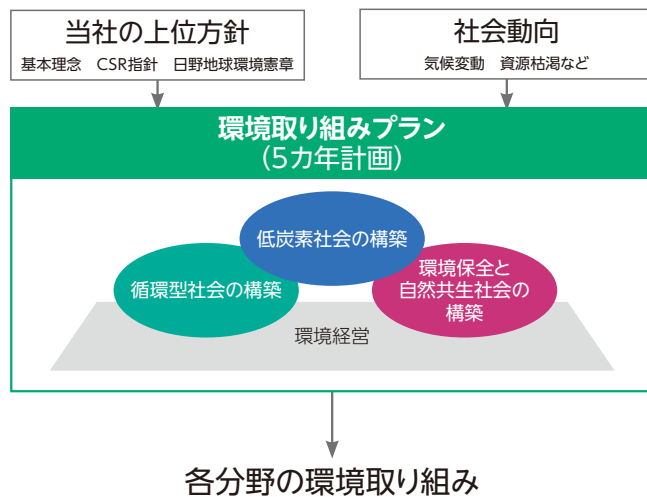 当社の上位方針
基本理念 CSR指針 日野地球環境憲章
社会動向
気候変動 資源枯渇など
環境取り組みプラン
(5カ年計画)
低炭素社会の構築
循環型社会の構築
環境保全と
自然共生社会の
構築
環境経営
各分野の環境取り組み